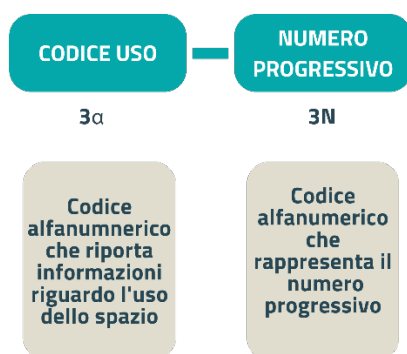 CODICE USO
NUMERO
PROGRESSIVO
3α
3N
Codice
alfanumnerico
che riporta
informazioni
riguardo l'uso
dello spazio
Codice
alfanumerico
che
rappresenta il
numero
progressivo